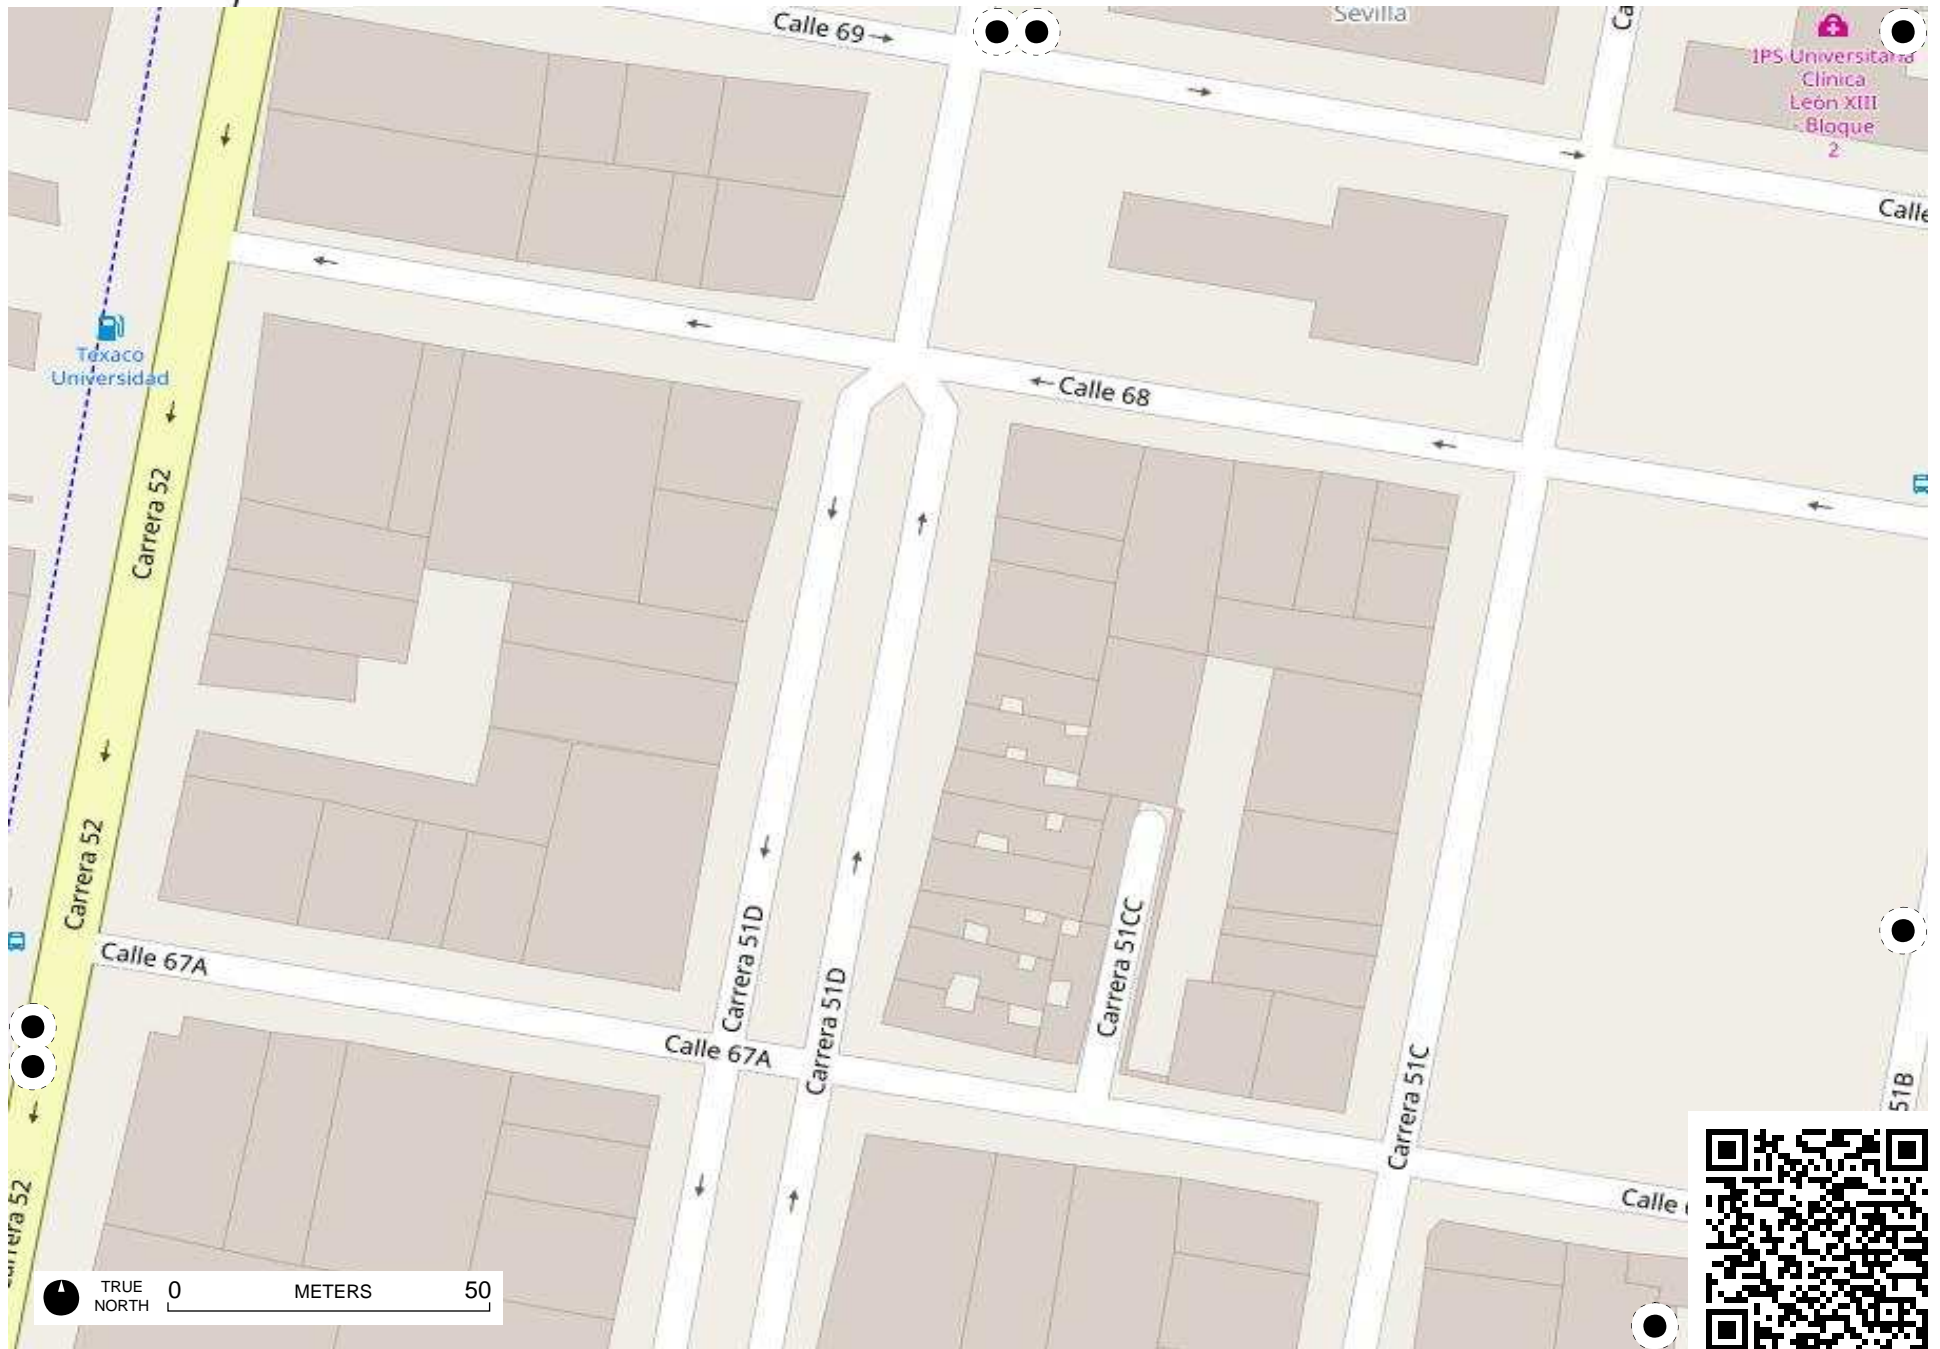 Calle 69
Sevilla
Ca
IPS Universitaria
Clínica
León XIII
- Bloque
2
Calle
Texaco
Universidad
Calle 68
Carrera 52
Carrera 52
Carrera 51D
Carrera 51D
Carrera 51CC
Calle 67A
Calle 67A
Carrera 51C
51B
Carrera 52
Calle 6
TRUE
NORTH
0 METERS 50